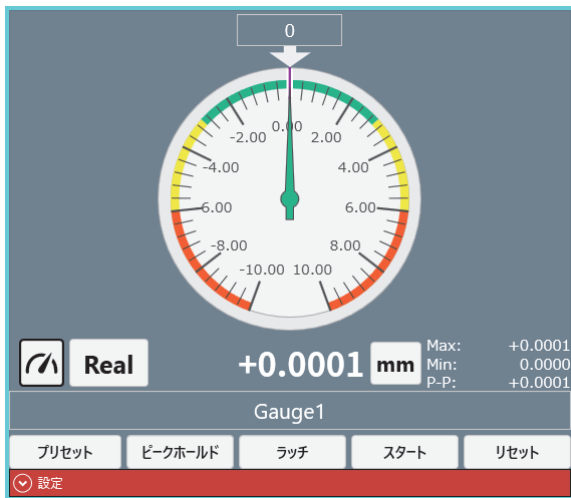 0
0.00
-2.00 2.00
-4.00 4.00
-6.00 6.00
-8.00 8.00
-10.00 10.00
Real +0.0001 mm
Max: +0.0001
Min: 0.0000
P-P: +0.0001
Gauge1
プリセット ピークホールド ラッチ スタート リセット
設定